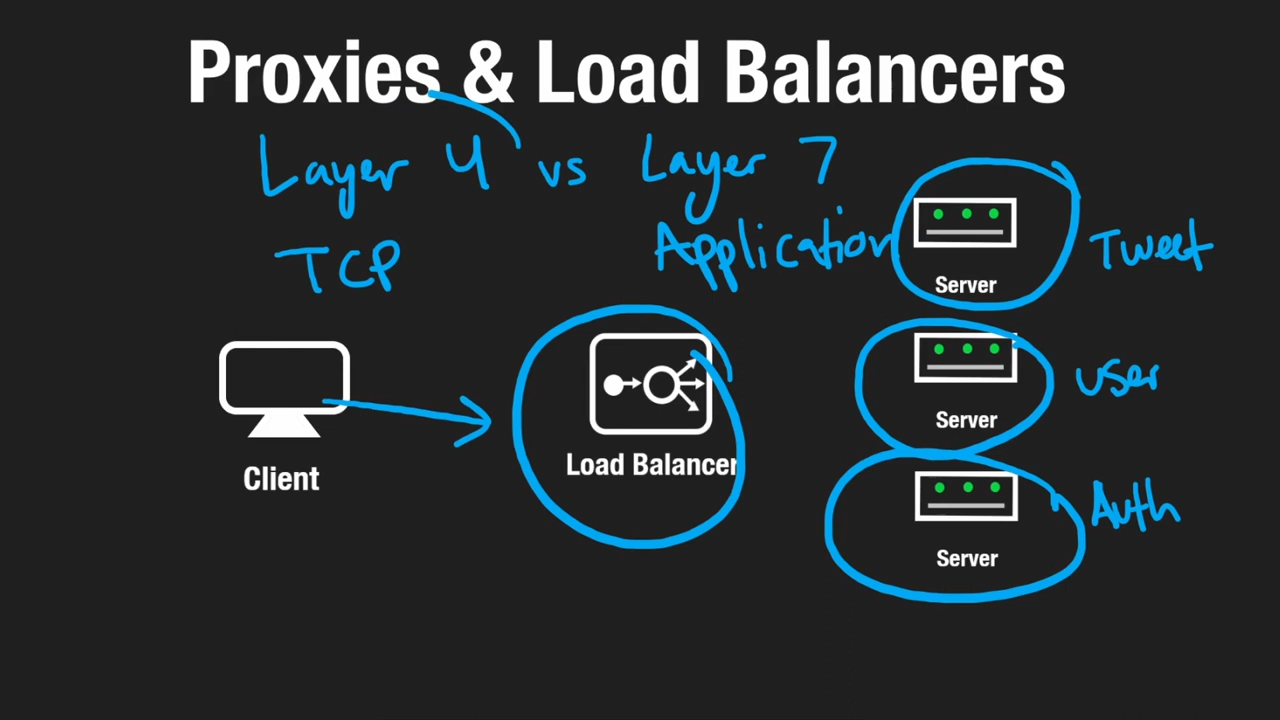 Proxies & Load Balancers
Layer 4 vs Layer 7
TCP
Application
Server
Tweet
Client
Load Balancer
Server
User
Server
Auth